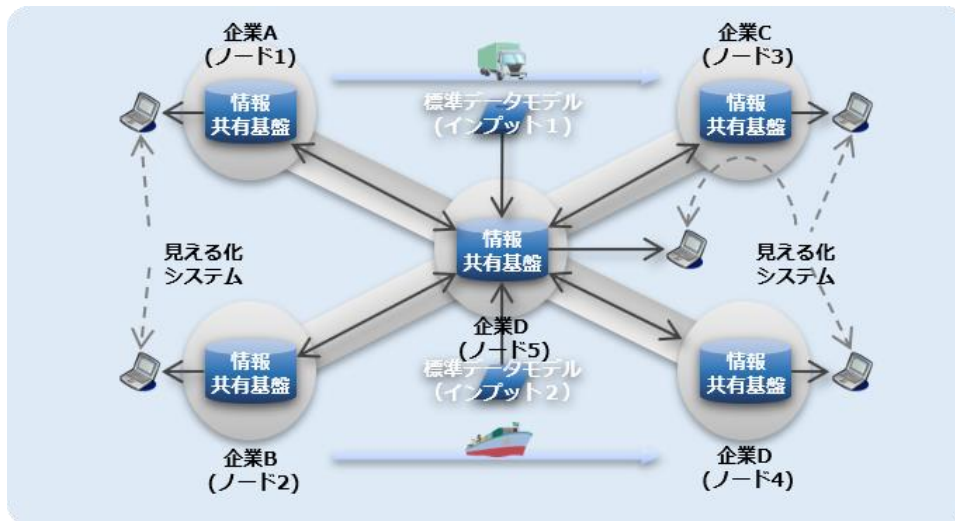 企業A
(ノード1)
情報
共有基盤
標準データモデル
(インプット1)
企業C
(ノード3)
情報
共有基盤
情報
共有基盤
見える化
システム
見える化
システム
企業D
(ノード5)
標準データモデル
(インプット2)
情報
共有基盤
情報
共有基盤
企業B
(ノード2)
企業D
(ノード4)